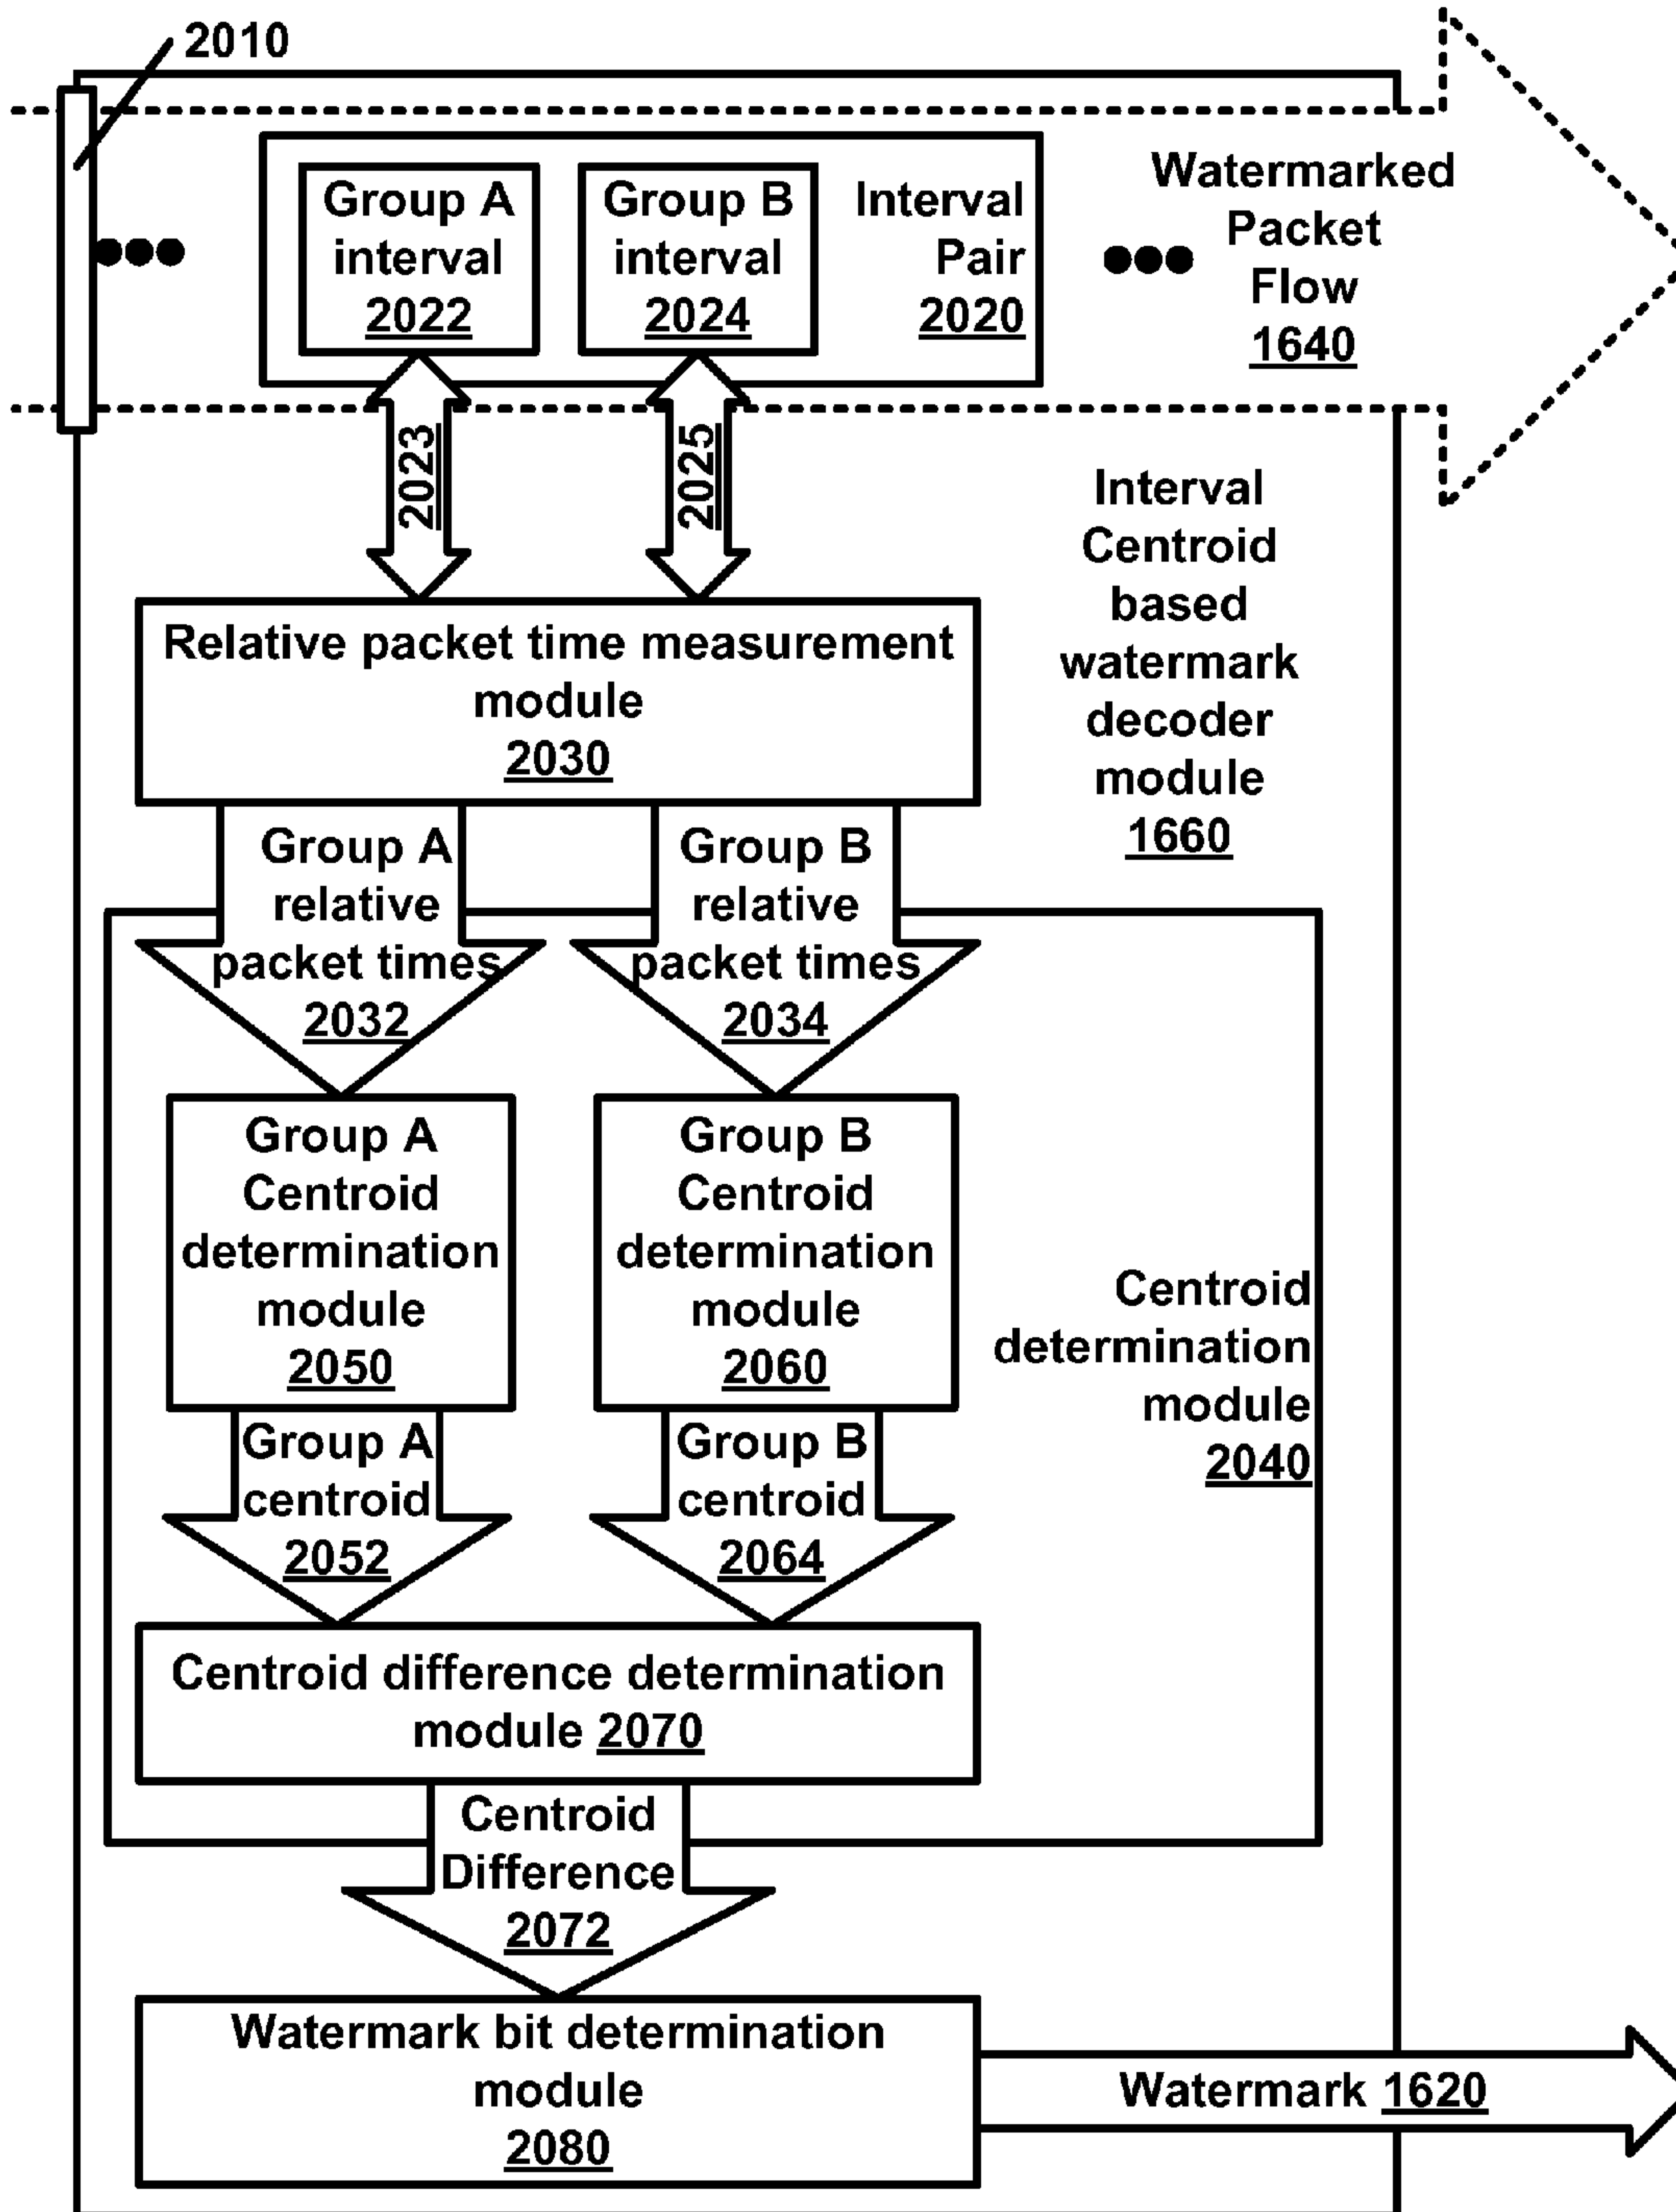 2010
Group A
interval
2022
Group B
interval
2024
Interval
Pair
2020
Watermarked
Packet
Flow
1640
2023
2025
Interval
Centroid
based
watermark
decoder
module
1660
Relative packet time measurement
module
2030
Group A
relative
packet times
2032
Group B
relative
packet times
2034
Group A
Centroid
determination
module
2050
Group B
Centroid
determination
module
2060
Centroid
determination
module
2040
Group A
centroid
2052
Group B
centroid
2064
Centroid difference determination
module 2070
Centroid
Difference
2072
Watermark bit determination
module
2080
Watermark 1620